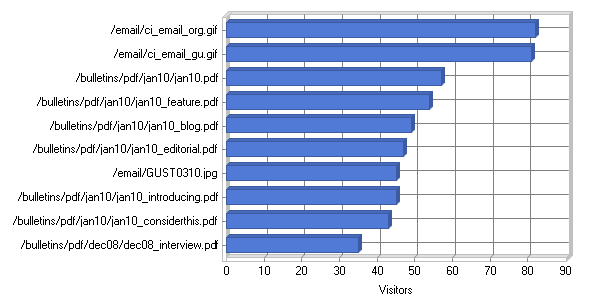 /email/ci_email_org.gif
/email/ci_email_gu.gif
/bulletins/pdf/jan10/jan10.pdf
/bulletins/pdf/jan10/jan10_feature.pdf
/bulletins/pdf/jan10/jan10_blog.pdf
/bulletins/pdf/jan10/jan10_editorial.pdf
/email/GUST0310.jpg
/bulletins/pdf/jan10/jan10_introducing.pdf
/bulletins/pdf/jan10/jan10_considerthis.pdf
/bulletins/pdf/dec08/dec08_interview.pdf
0 10 20 30 40 50 60 70 80 90
Visitors